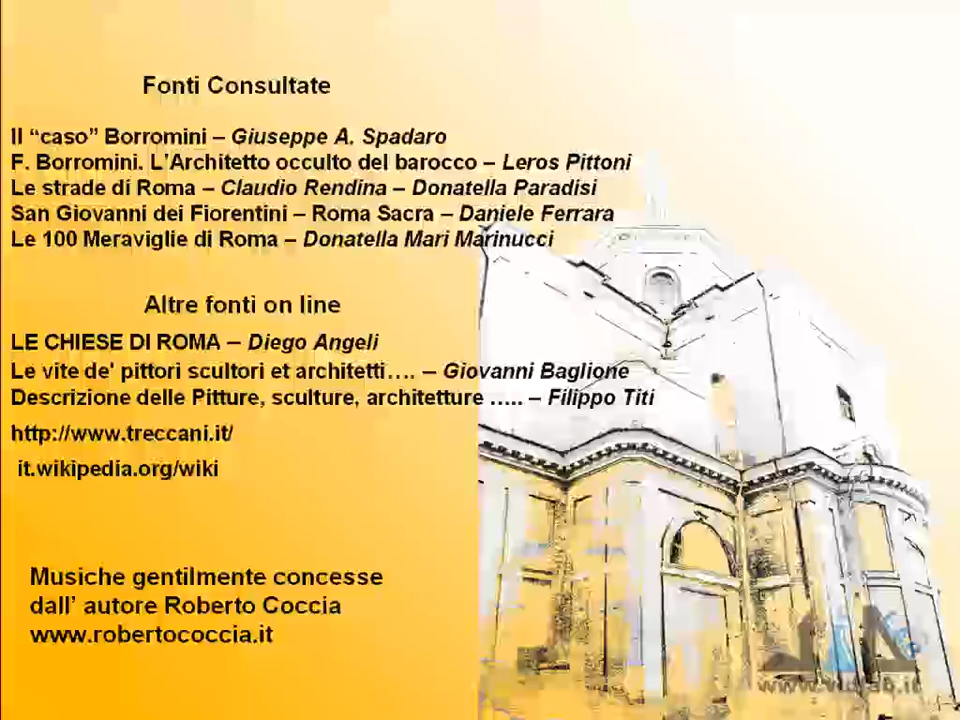 Fonti Consultate
Il “caso” Borromini – Giuseppe A. Spadaro
F. Borromini. L'Architetto occulto del barocco – Leros Pittoni
Le strade di Roma – Claudio Rendina – Donatella Paradisi
San Giovanni dei Fiorentini – Roma Sacra – Daniele Ferrara
Le 100 Meraviglie di Roma – Donatella Mari Marinucci
Altre fonti on line
LE CHIESE DI ROMA – Diego Angeli
Le vite de' pittori scultori et architetti…. – Giovanni Baglione
Descrizione delle Pitture, sculture, architetture ….. – Filippo Titi
http://www.treccani.it/
it.wikipedia.org/wiki
Musiche gentilmente concesse
dall’ autore Roberto Coccia
www.robertococcia.it